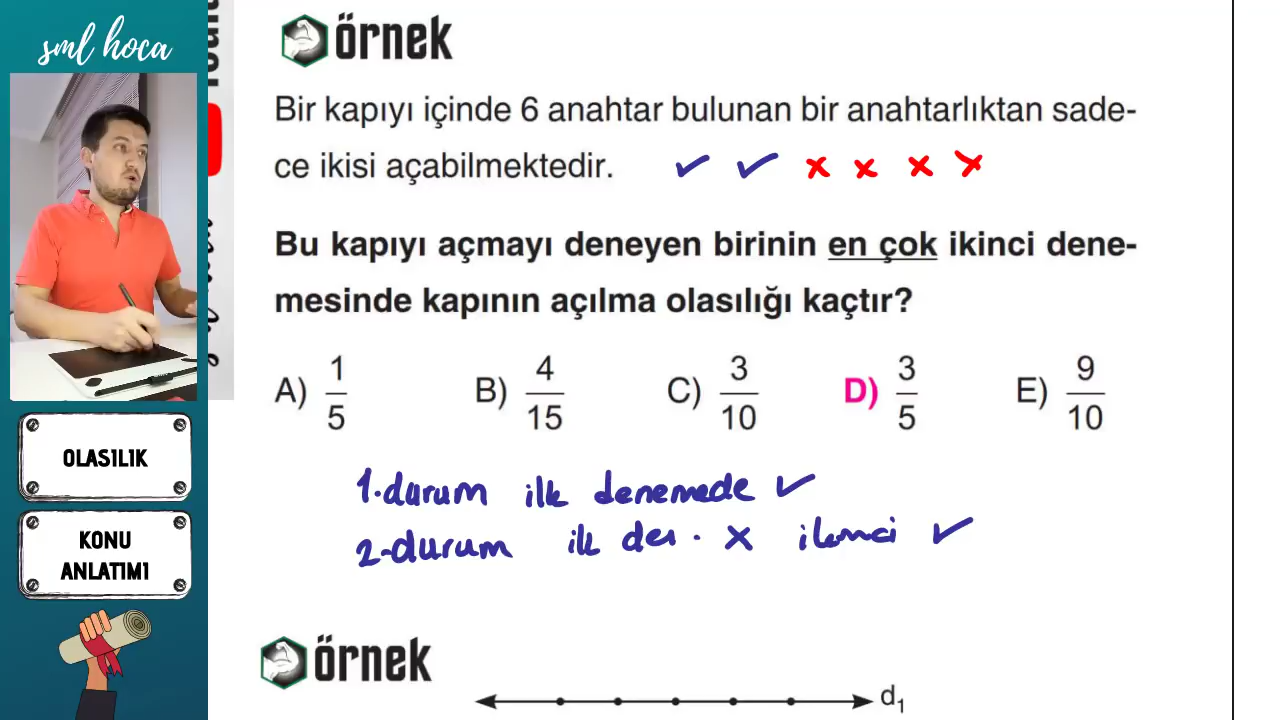 sml hoca
örnek
Bir kapıyı içinde 6 anahtar bulunan bir anahtarlıktan sade-
ce ikisi açabilmektedir.
Bu kapıyı açmayı deneyen birinin en çok ikinci dene-
mesinde kapının açılma olasılığı kaçtır?
A) 1/5 B) 4/15 C) 3/10 D) 3/5 E) 9/10
1.durum ilk denemede ✓
2.durum ilk den. x ikinci ✓
OLASILIK
KONU
ANLATIMI
örnek
d1